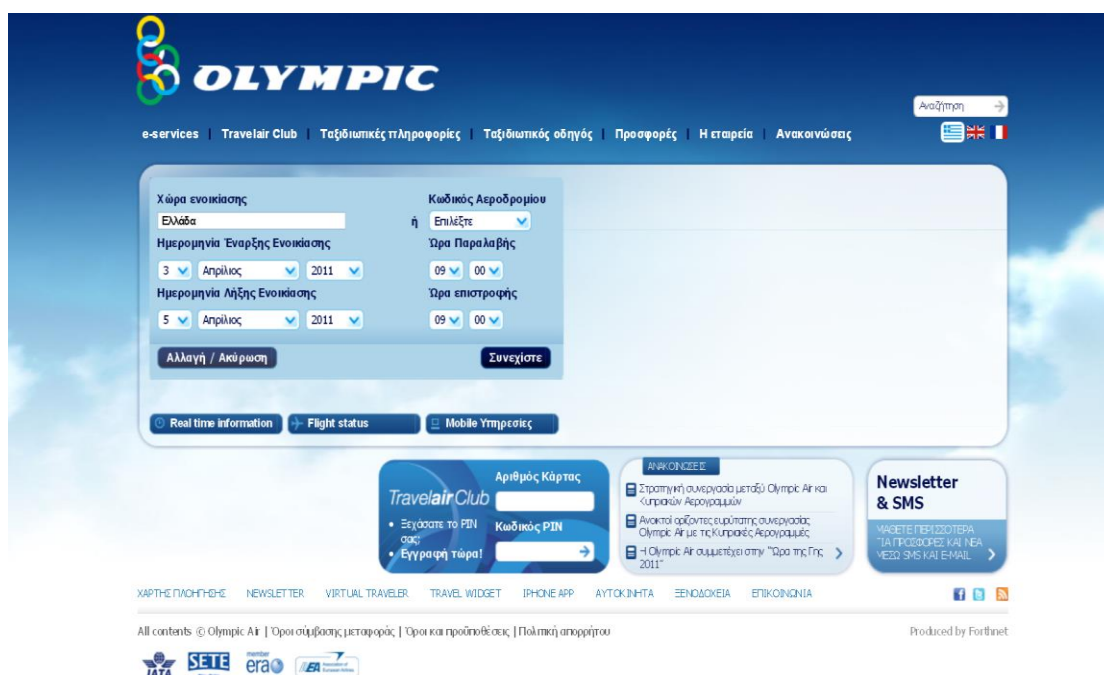 OLYMPIC
Αναζήτηση
e-services | Travelair Club | Ταξιδιωτικές πληροφορίες | Ταξιδιωτικός οδηγός | Προσφορές | Η εταιρεία | Ανακοινώσεις
Χώρα ενοικίασης
Κωδικός Αεροδρομίου
Ελλάδα
ή
Επιλέξτε
Ημερομηνία Έναρξης Ενοικίασης
Ώρα Παραλαβής
3 Απρίλιος 2011
09 00
Ημερομηνία Λήξης Ενοικίασης
Ώρα επιστροφής
5 Απρίλιος 2011
09 00
Αλλαγή / Ακύρωση
Συνεχίστε
Real time information
Flight status
Mobile Υπηρεσίες
TravelairClub
Αριθμός Κάρτας
• Ξεχάσατε το PIN
σας;
• Εγγραφή τώρα!
Κωδικός PIN
ΑΝΑΚΟΙΝΩΣΕΙΣ
Στρατηγική συνεργασία μεταξύ Olympic Air και
Κυπριακών Αερογραμμών
Ανοικτοί ορίζοντες ευρύτατης συνεργασίας
Olympic Air με τις Κυπριακές Αερογραμμές
Η Olympic Air συμμετέχει στην "Ώρα της Γης
2011"
Newsletter
& SMS
ΜΑΘΕΤΕ ΠΕΡΙΣΣΟΤΕΡΑ
ΓΙΑ ΠΡΟΣΦΟΡΕΣ ΚΑΙ ΝΕΑ
ΜΕΣΩ SMS ΚΑΙ E-MAIL
ΧΑΡΤΗΣ ΠΛΟΗΓΗΣΗΣ NEWSLETTER VIRTUAL TRAVELER TRAVEL WIDGET IPHONE APP ΑΥΤΟΚΙΝΗΤΑ ΞΕΝΟΔΟΧΕΙΑ ΕΠΙΚΟΙΝΩΝΙΑ
All contents © Olympic Air | Όροι σύμβασης μεταφοράς | Όροι και προϋποθέσεις | Πολιτική απορρήτου
Produced by Forthnet
IATA
SETE
member
era
AEA